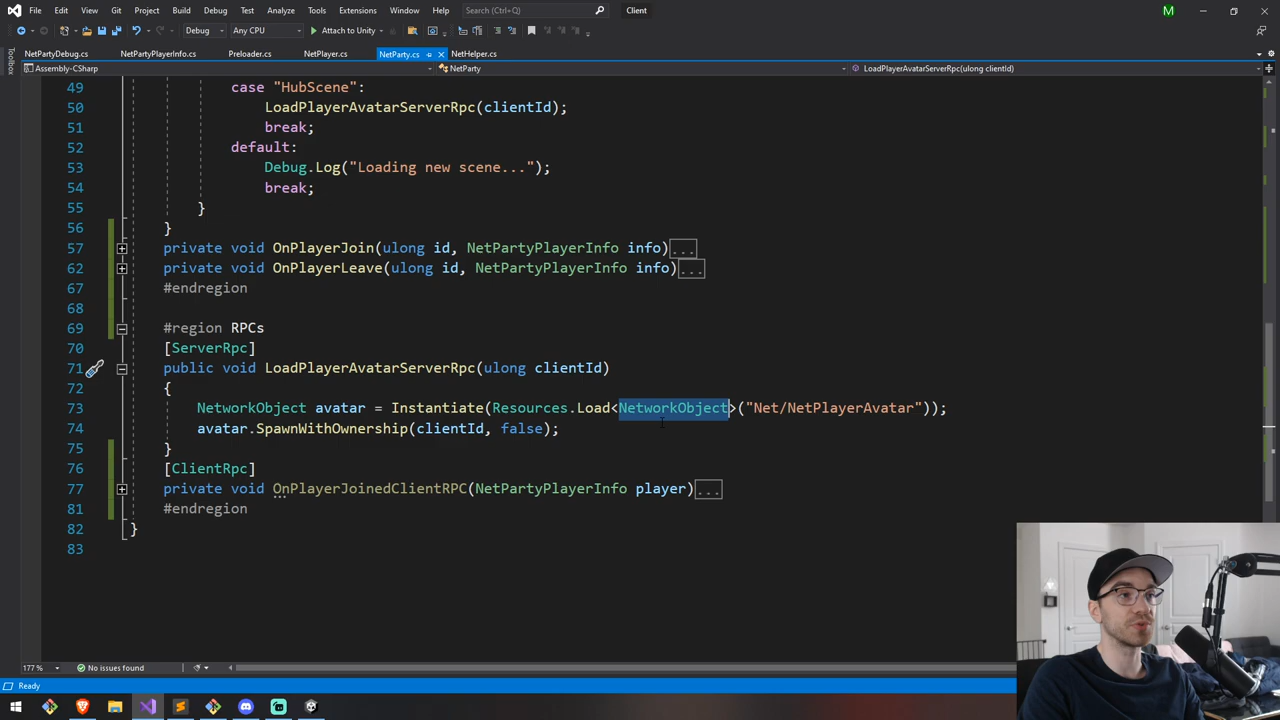 File Edit View Git Project Build Debug Test Analyze Tools Extensions Window Help Search (Ctrl+Q) Client M
Debug Any CPU Attach to Unity
NetPartyDebug.cs NetPartyPlayerInfo.cs Preloader.cs NetPlayer.cs NetParty.cs NetHelper.cs
Toolbox
Assembly-CSharp NetParty LoadPlayerAvatarServerRpc(ulong clientId)
49 case "HubScene":
50 LoadPlayerAvatarServerRpc(clientId);
51 break;
52 default:
53 Debug.Log("Loading new scene...");
54 break;
55 }
56 }
57 private void OnPlayerJoin(ulong id, NetPartyPlayerInfo info)...
62 private void OnPlayerLeave(ulong id, NetPartyPlayerInfo info)...
67 #endregion
68
69 #region RPCs
70 [ServerRpc]
71 public void LoadPlayerAvatarServerRpc(ulong clientId)
72 {
73 NetworkObject avatar = Instantiate(Resources.Load<NetworkObject>("Net/NetPlayerAvatar"));
74 avatar.SpawnWithOwnership(clientId, false);
75 }
76 [ClientRpc]
77 private void OnPlayerJoinedClientRPC(NetPartyPlayerInfo player)...
81 #endregion
82 }
83
177 % No issues found
Ready